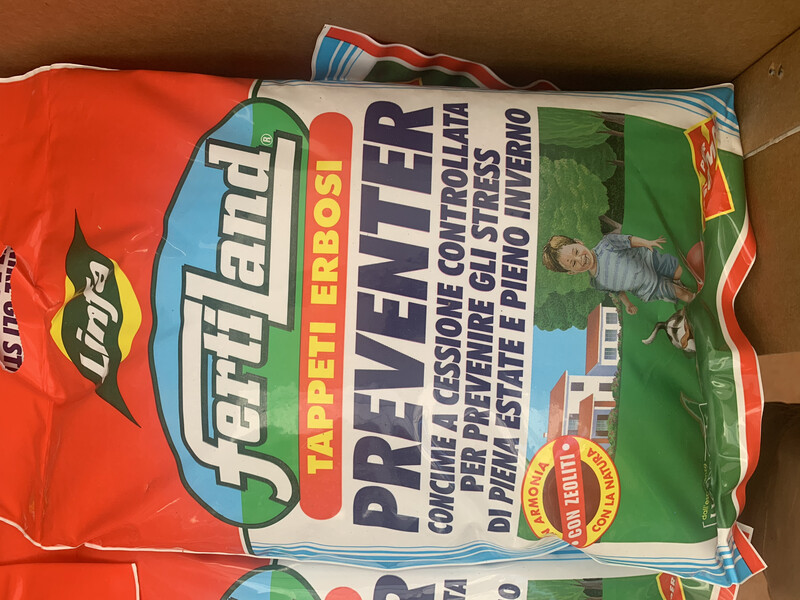 Linfa
fertiLand®
TAPPETI ERBOSI
PREVENTER
CONCIME A CESSIONE CONTROLLATA
PER PREVENIRE GLI STRESS
DI PIENA ESTATE E PIENO INVERNO
ARMONIA
CON ZEOLITI
CON LA NATURA